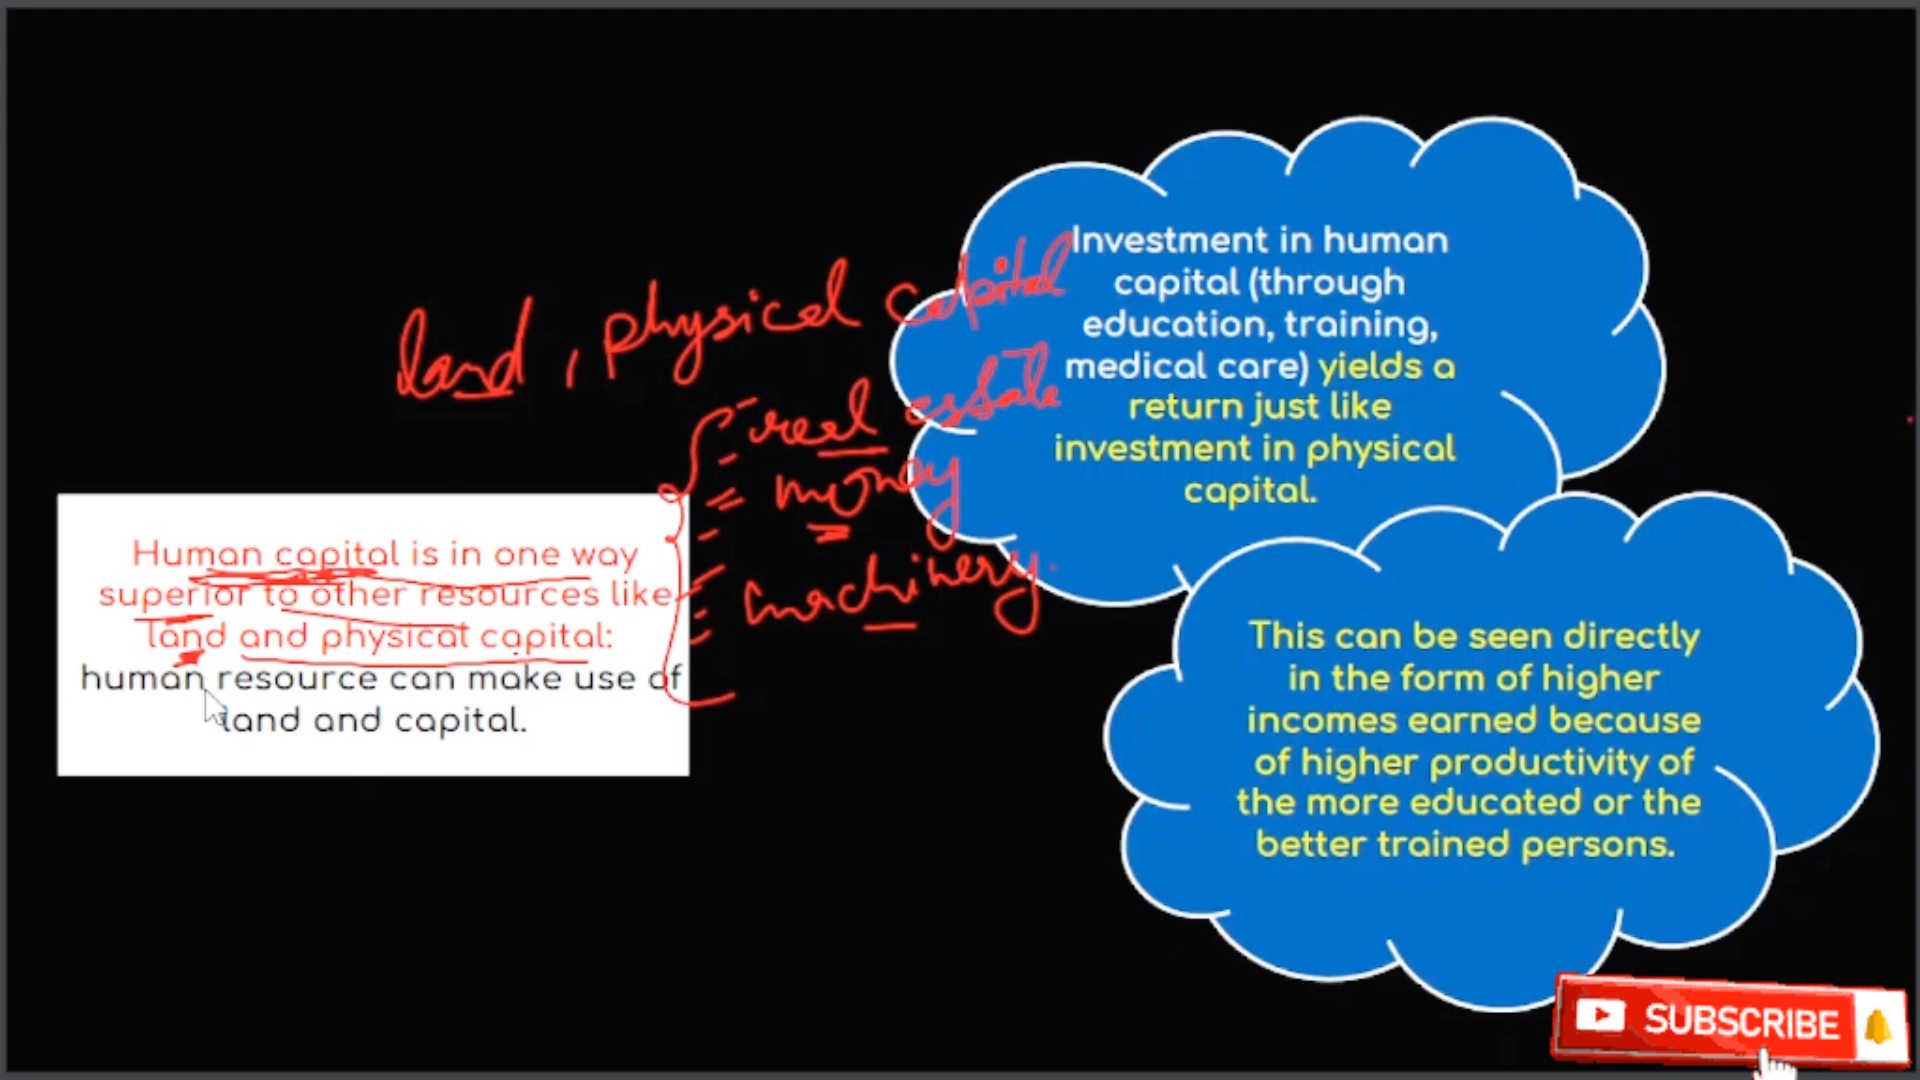 land, physical capital
- real estate
= money
= machinery.
Human capital is in one way
superior to other resources like
land and physical capital:
human resource can make use of
land and capital.
Investment in human
capital (through
education, training,
medical care) yields a
return just like
investment in physical
capital.
This can be seen directly
in the form of higher
incomes earned because
of higher productivity of
the more educated or the
better trained persons.
SUBSCRIBE